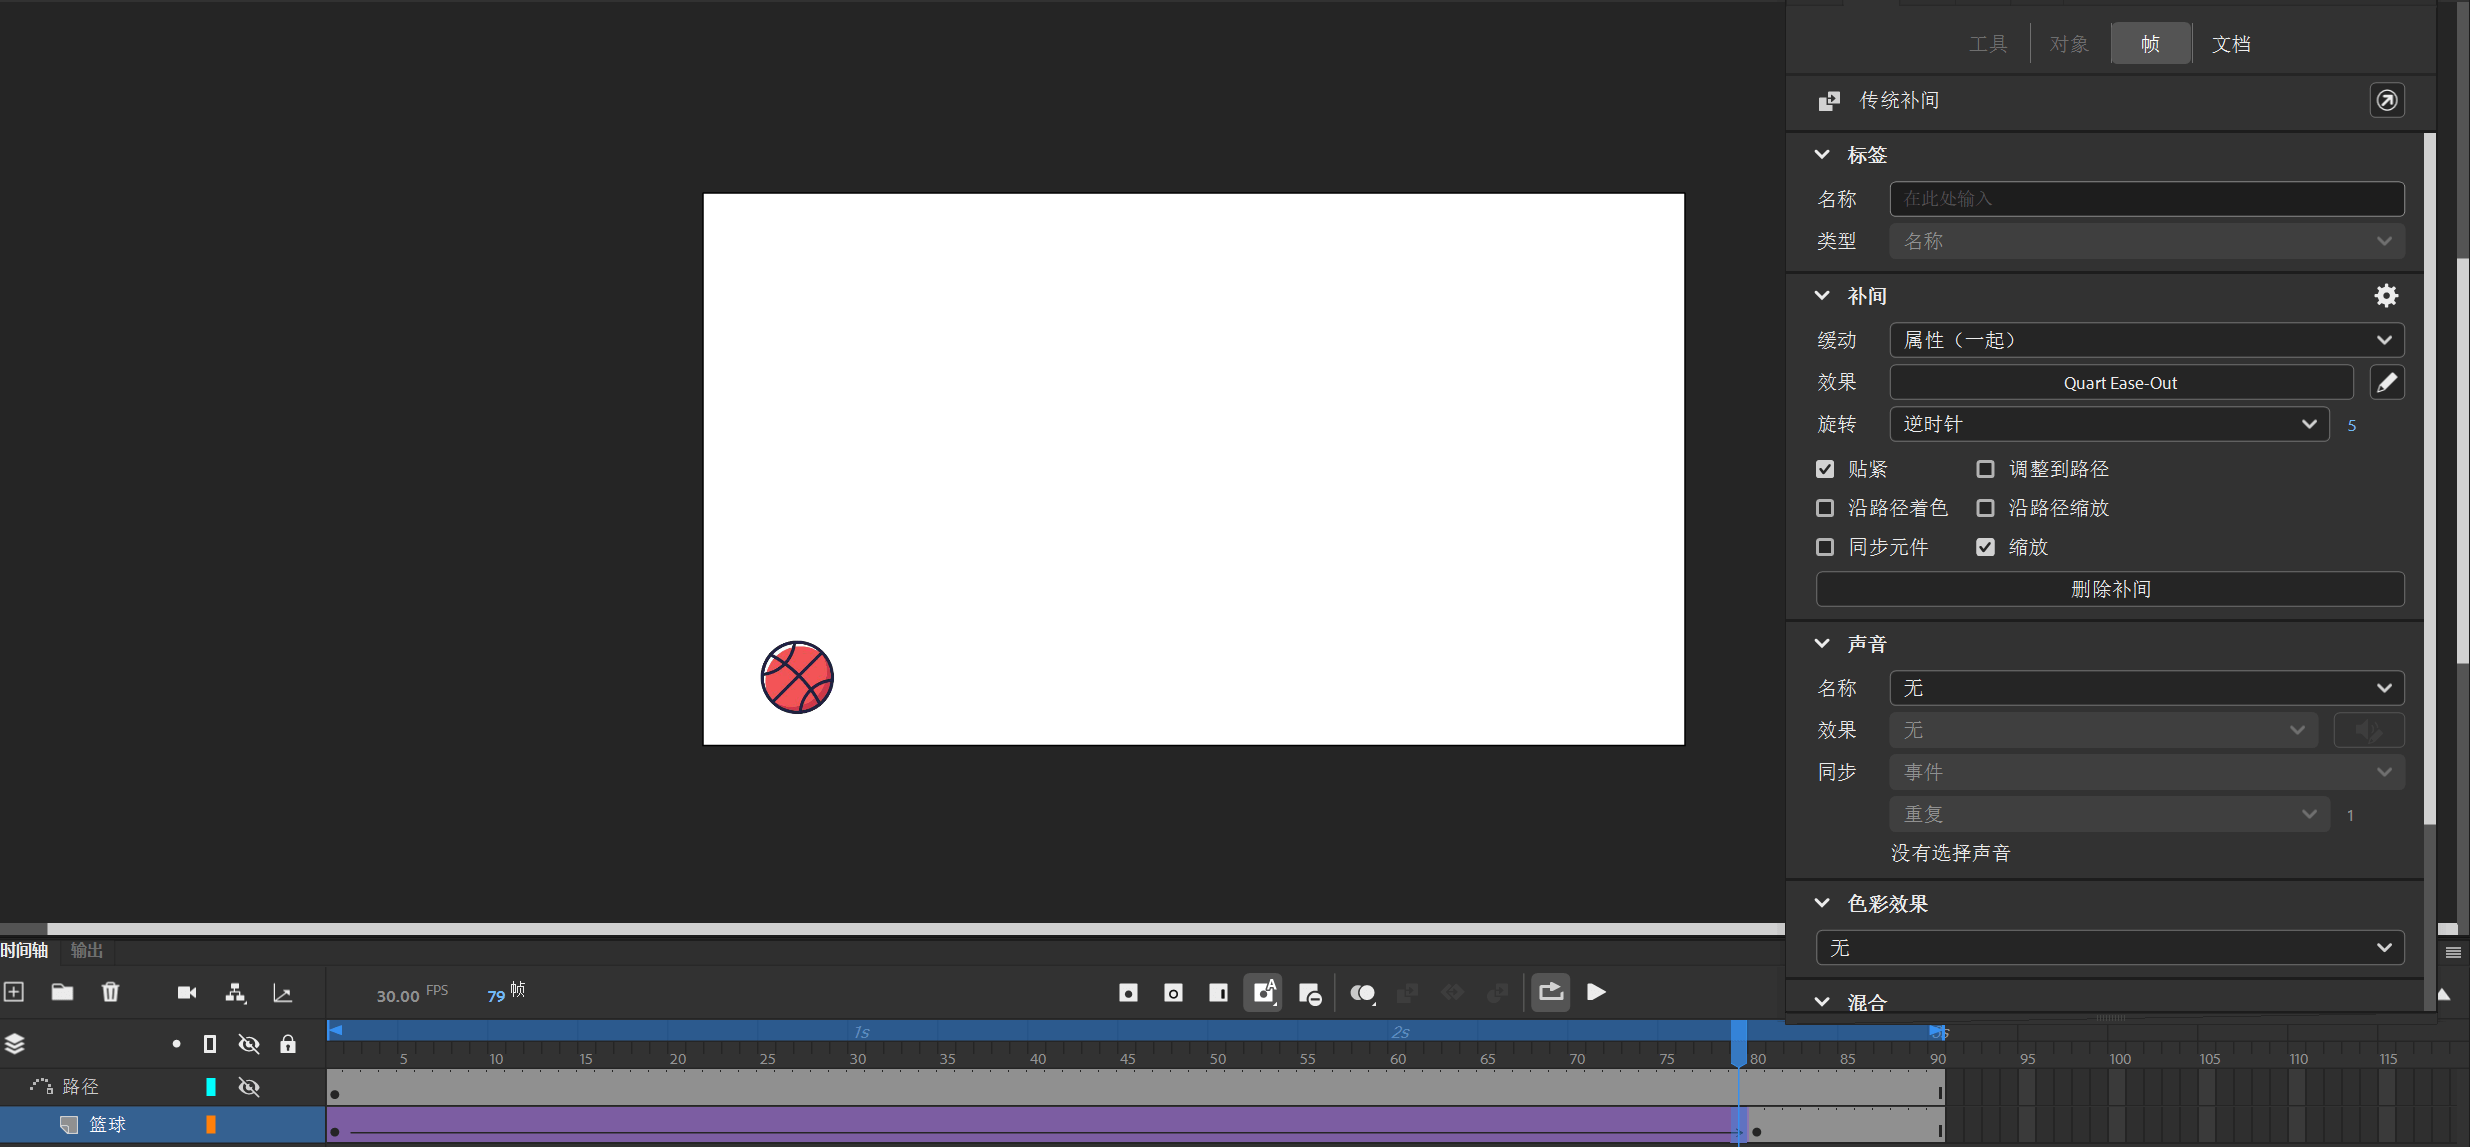 工具 对象 帧 文档
传统补间
标签
名称 在此处输入
类型 名称
补间
缓动 属性（一起）
效果 Quart Ease-Out
旋转 逆时针 5
贴紧 调整到路径
沿路径着色 沿路径缩放
同步元件 缩放
删除补间
声音
名称 无
效果 无
同步 事件
重复 1
没有选择声音
色彩效果
无
混合
时间轴 输出
30.00 FPS 79 帧
1s 2s
5 10 15 20 25 30 35 40 45 50 55 60 65 70 75 80 85 90 95 100 105 110 115
路径
篮球